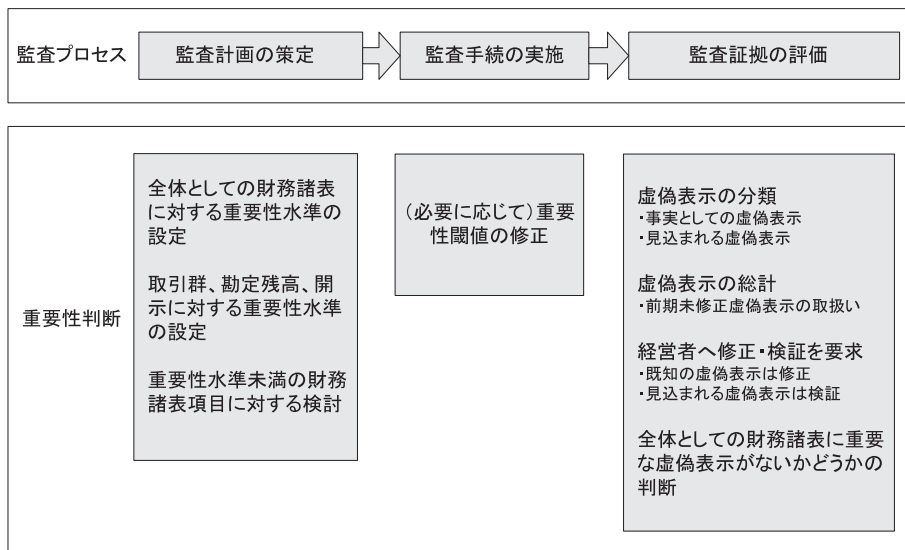 監査プロセス
監査計画の策定
監査手続の実施
監査証拠の評価
重要性判断
全体としての財務諸表
に対する重要性水準の
設定
取引群、勘定残高、開
示に対する重要性水準
の設定
重要性水準未満の財務
諸表項目に対する検討
(必要に応じて)重要
性閾値の修正
虚偽表示の分類
・事実としての虚偽表示
・見込まれる虚偽表示
虚偽表示の総計
・前期未修正虚偽表示の取扱い
経営者へ修正・検証を要求
・既知の虚偽表示は修正
・見込まれる虚偽表示は検証
全体としての財務諸表に重要
な虚偽表示がないかどうかの
判断